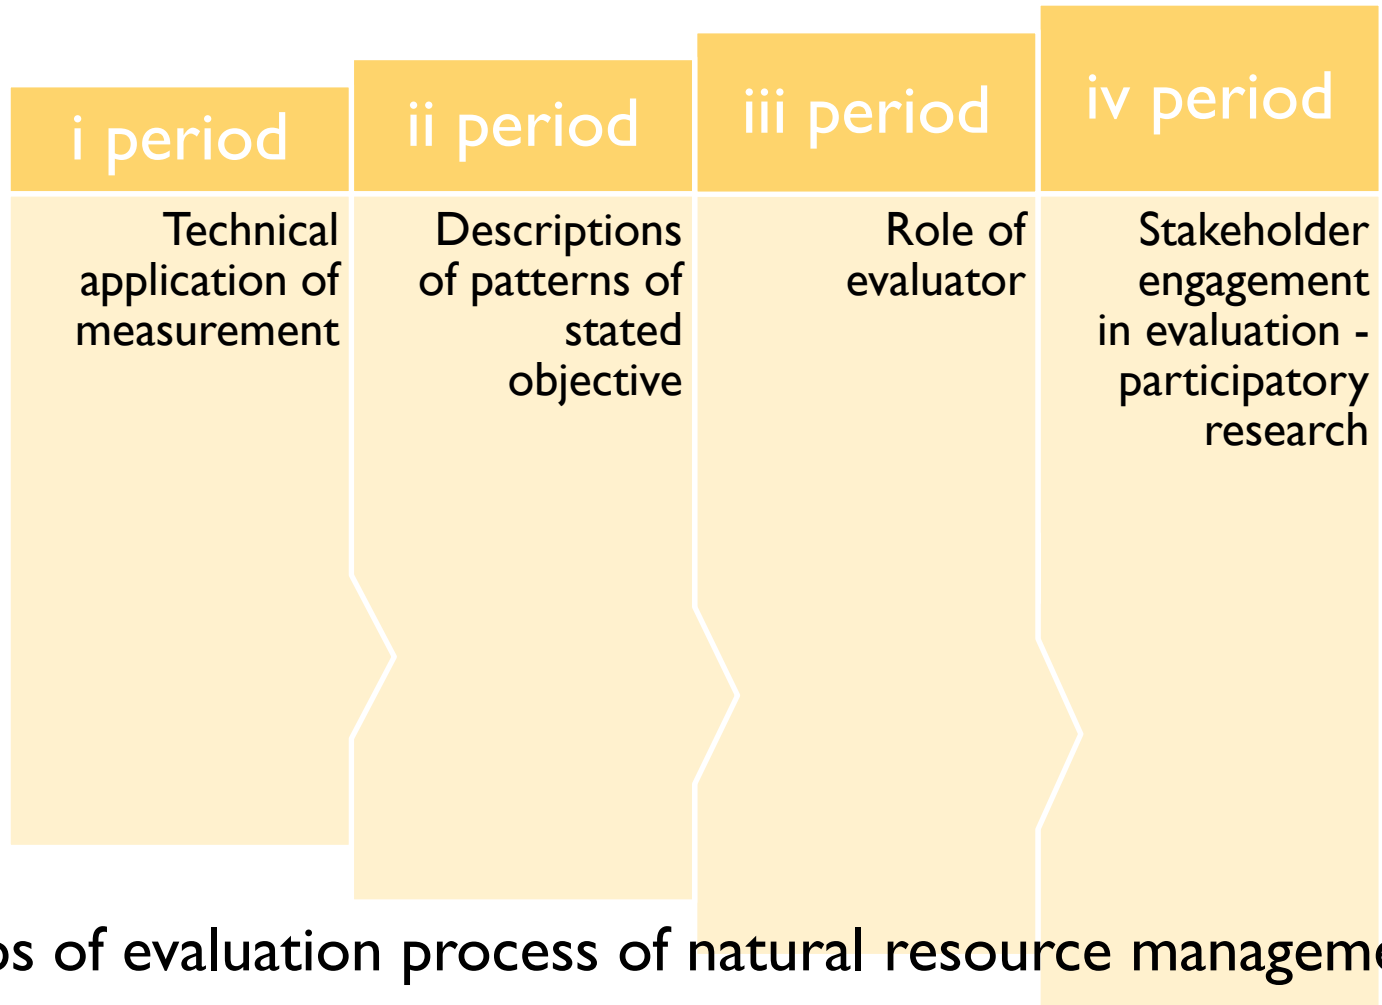 i period
Technical
application of
measurement
ii period
Descriptions
of patterns of
stated
objective
iii period
Role of
evaluator
iv period
Stakeholder
engagement
in evaluation -
participatory
research
of evaluation process of natural resource